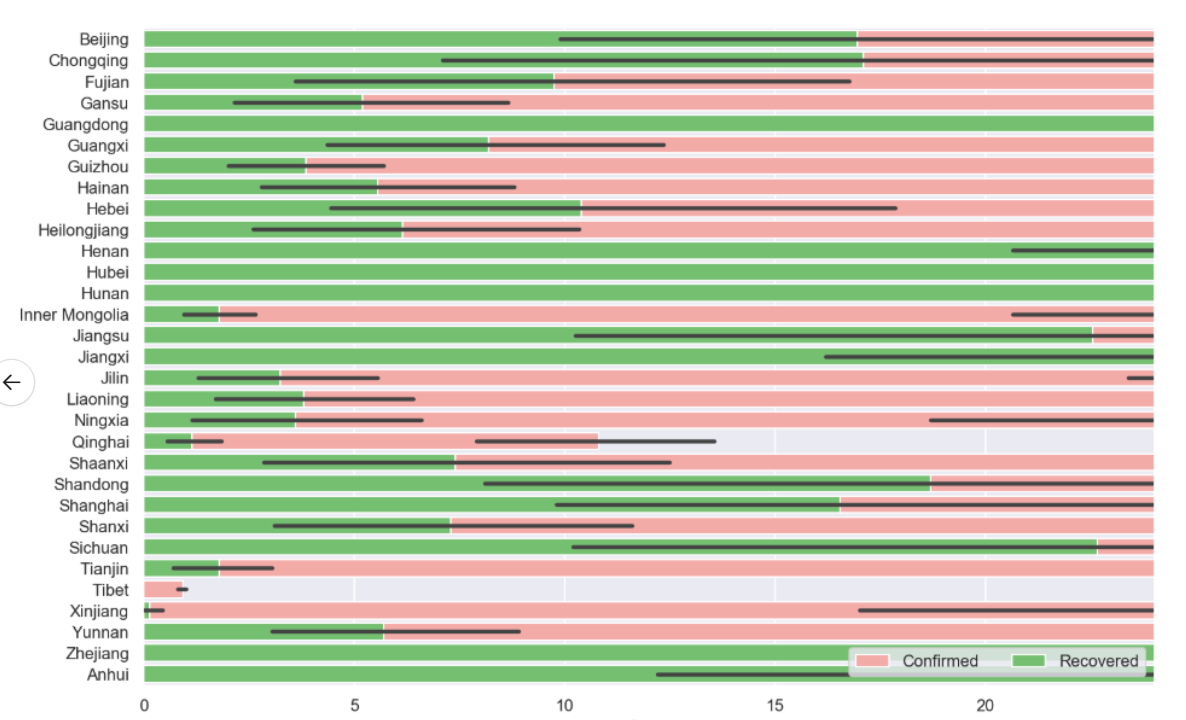 Beijing
Chongqing
Fujian
Gansu
Guangdong
Guangxi
Guizhou
Hainan
Hebei
Heilongjiang
Henan
Hubei
Hunan
Inner Mongolia
Jiangsu
Jiangxi
Jilin
Liaoning
Ningxia
Qinghai
Shaanxi
Shandong
Shanghai
Shanxi
Sichuan
Tianjin
Tibet
Xinjiang
Yunnan
Zhejiang
Confirmed Recovered
Anhui
0 5 10 15 20